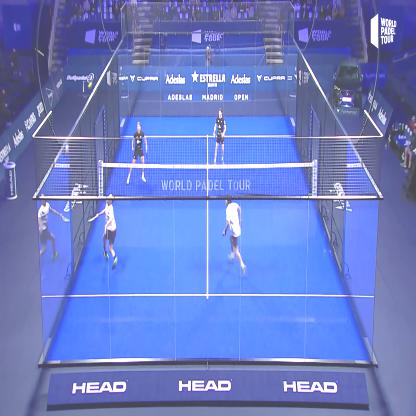 WORLD
PADEL
TOUR
CUPRA
Adeslas
ESTRELLA
Adeslas
CUPRA
ADESLAS MADRID OPEN
WORLD PADEL TOUR
HEAD
HEAD
HEAD